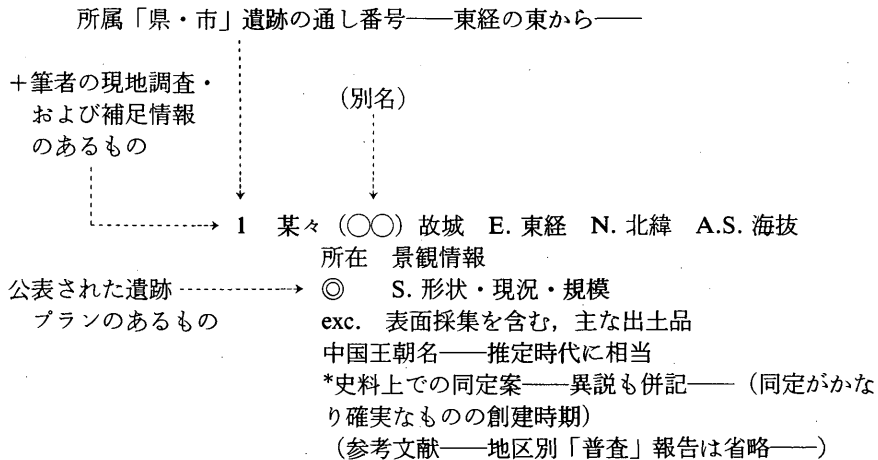 所属「県・市」遺跡の通し番号——東経の東から——
+筆者の現地調査・
および補足情報
のあるもの
(別名)
1 某々(○○)故城 E. 東経 N. 北緯 A.S. 海抜
所在 景観情報
公表された遺跡
プランのあるもの
◎ S. 形状・現況・規模
exc. 表面採集を含む,主な出土品
中国王朝名——推定時代に相当
*史料上での同定案——異説も併記——(同定がかな
り確実なものの創建時期)
(参考文献——地区別「普査」報告は省略——)